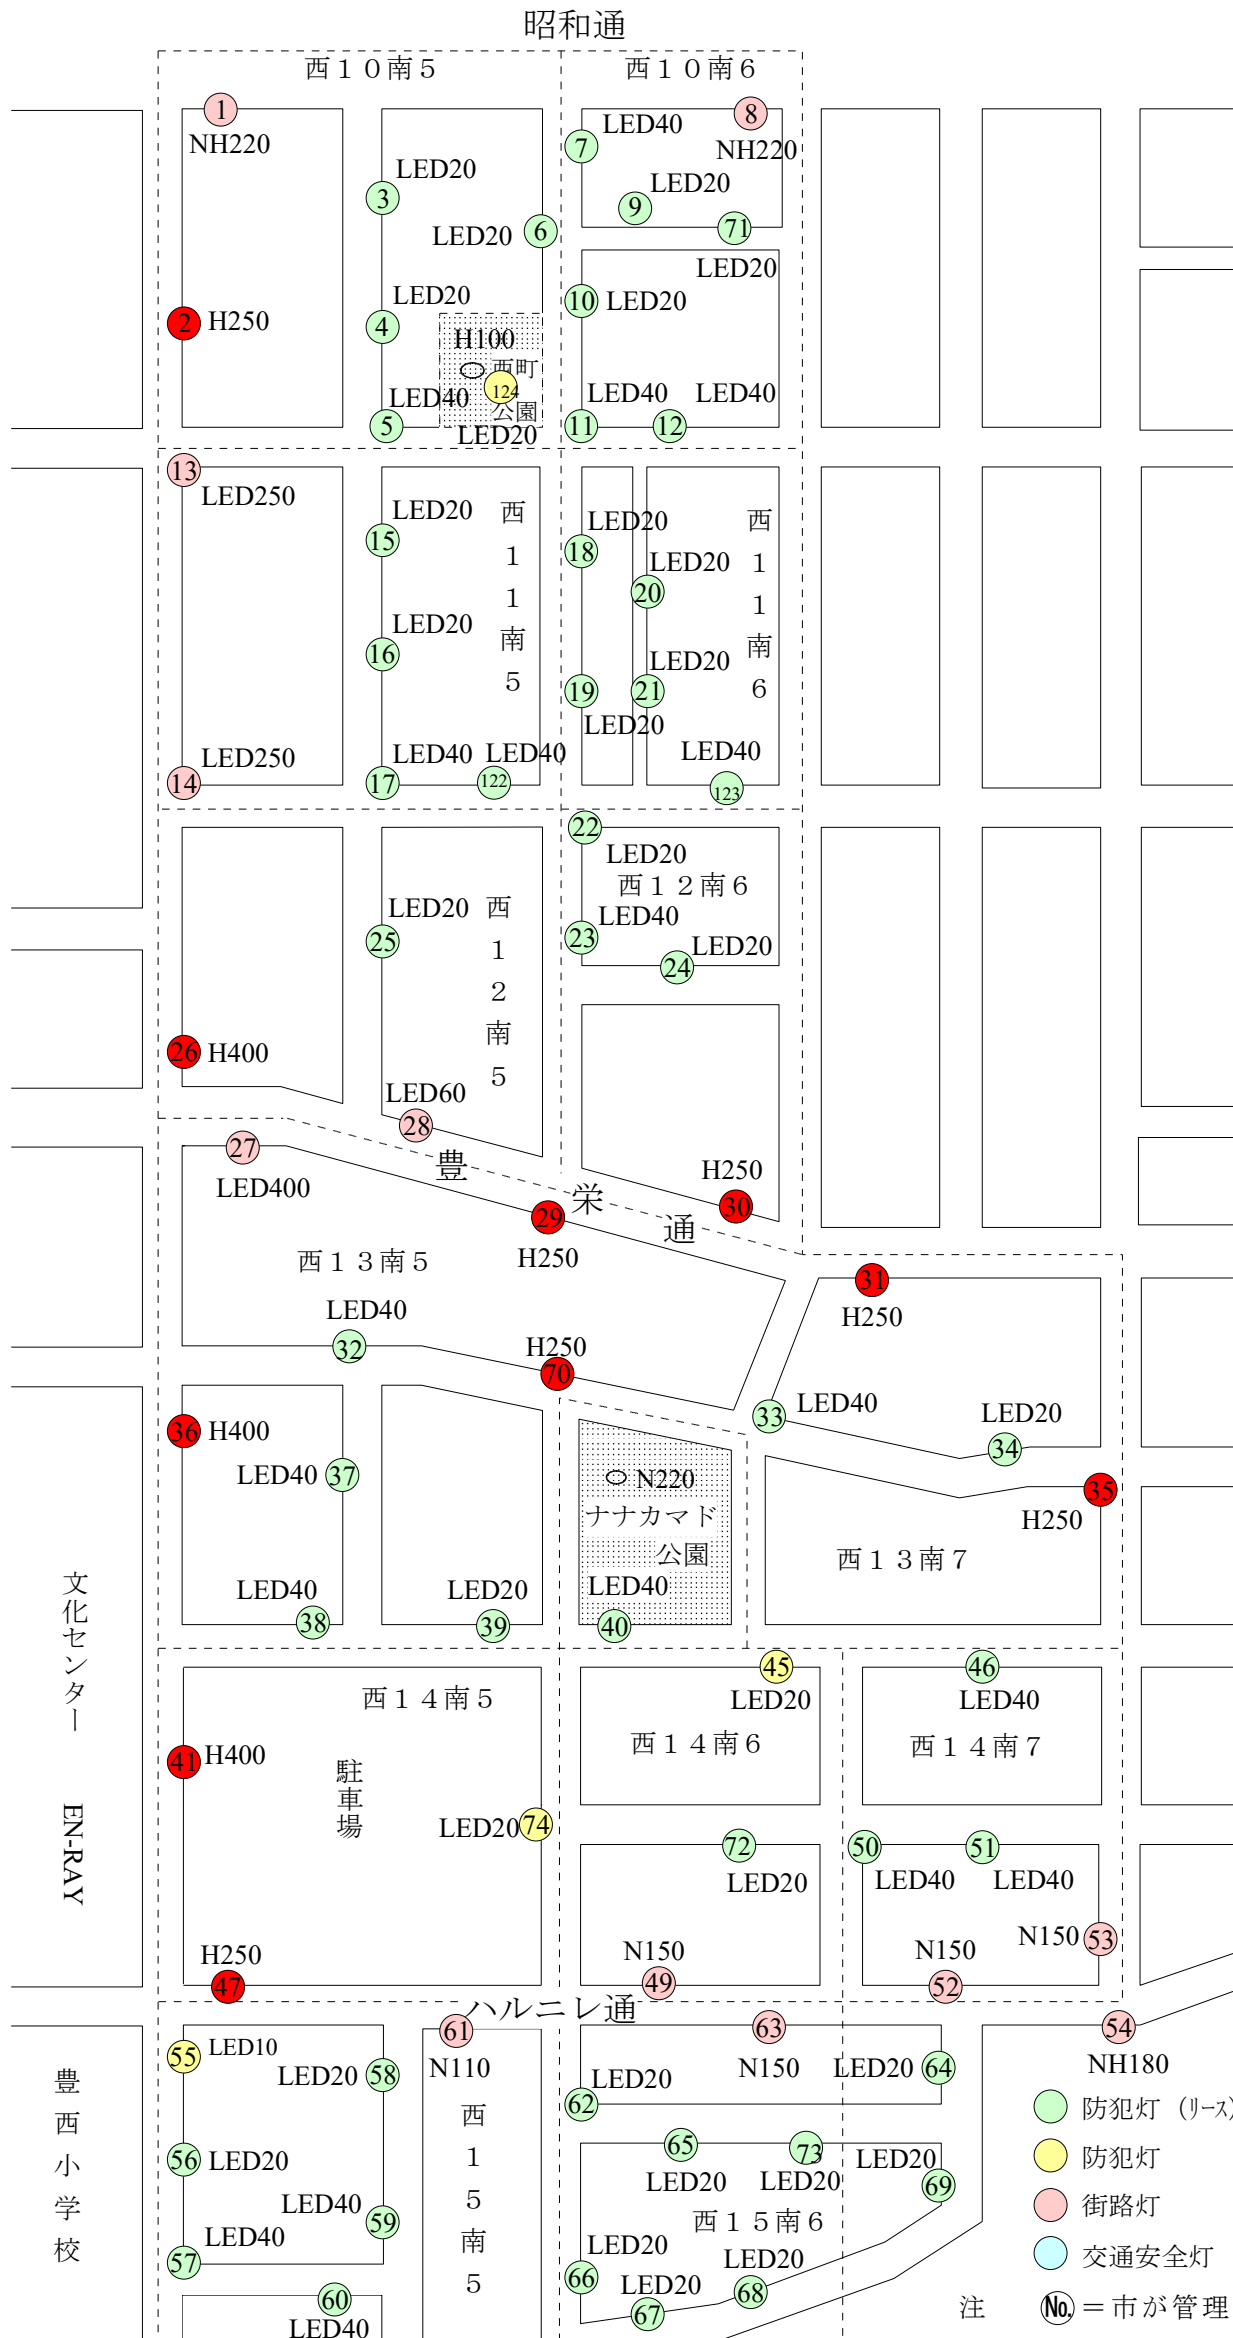 昭和通
西１０南５
西１０南６
1
NH220
LED40
7
8
NH220
LED20
3
LED20
9
71
LED20
LED20
6
LED20
10
LED20
2
H250
LED20
4
H100
西町
124
公園
LED40
5
LED20
LED40
11
LED40
12
13
LED250
LED20
15
西１１南５
LED20
18
LED20
20
西１１南６
LED20
16
LED20
21
19
LED20
LED250
14
LED40
17
LED40
122
LED40
123
22
LED20
西１２南６
LED20
25
西１２南５
LED40
23
LED20
24
26
H400
LED60
28
27
LED400
豊栄通
H250
30
29
H250
西１３南５
31
H250
LED40
32
H250
70
33
LED40
LED20
34
36
H400
LED40
37
N220
ナナカマド
公園
35
H250
西１３南７
LED40
38
LED20
39
LED40
40
文化センター
EN-RAY
西１４南５
45
LED20
46
LED40
西１４南６
西１４南７
41
H400
駐車場
LED20
74
72
LED20
50
LED40
51
LED40
H250
47
N150
49
N150
52
N150
53
ハルニレ通
55
LED10
LED20
58
61
N110
63
N150
LED20
64
54
NH180
LED20
62
豊西小学校
56
LED20
LED40
59
LED40
57
60
LED40
西１５南５
65
LED20
73
LED20
LED20
69
西１５南６
LED20
66
LED20
67
LED20
68
防犯灯（リース）
防犯灯
街路灯
交通安全灯
注
No.
＝市が管理